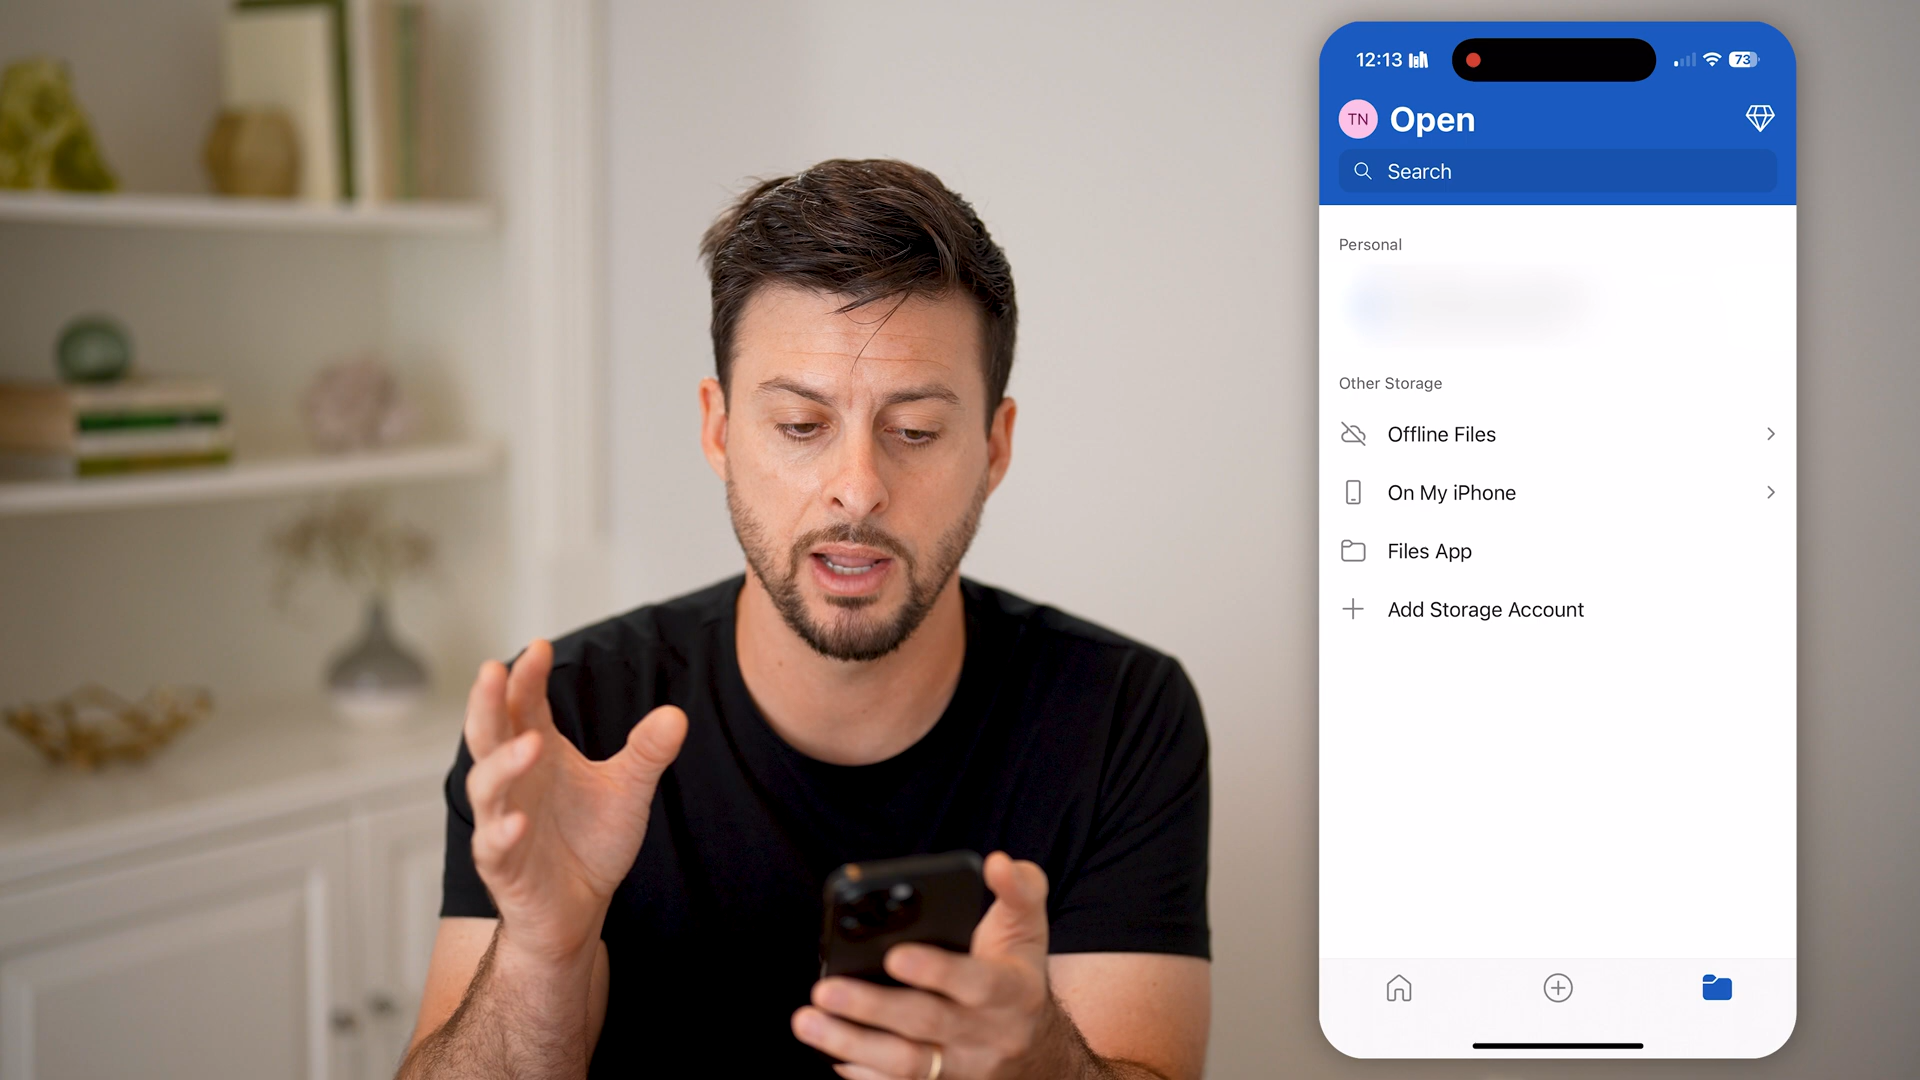 12:13
73
TN
Open
Search
Personal
Other Storage
Offline Files
On My iPhone
Files App
Add Storage Account